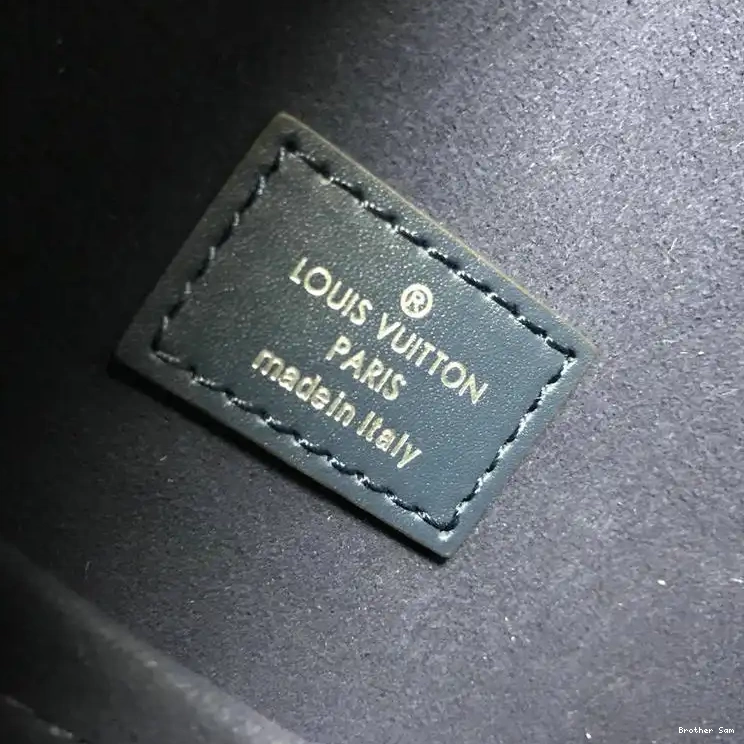 ®
LOUIS VUITTON
PARIS
made in Italy
Brother Sam